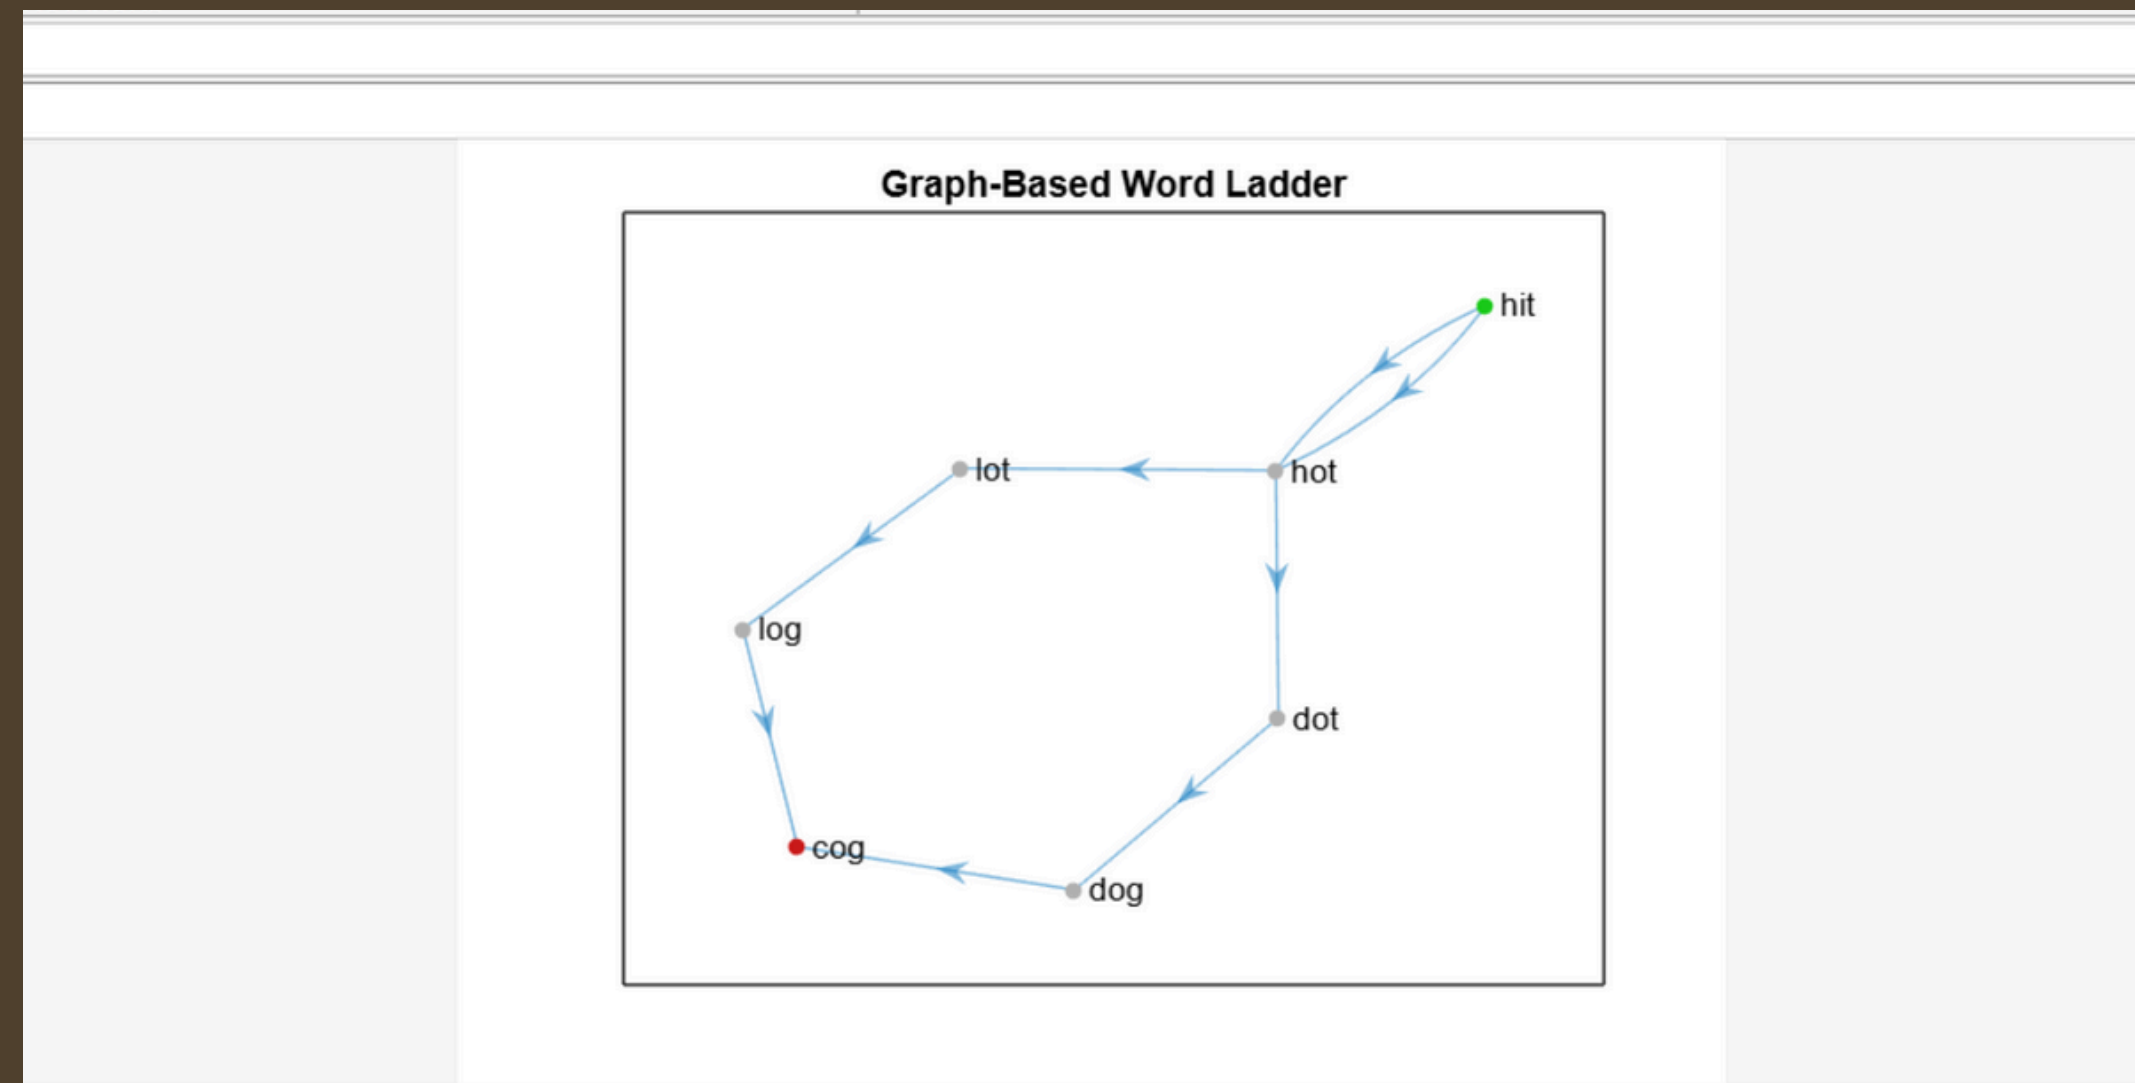 Graph-Based Word Ladder
hit
lot
hot
log
dot
cog
dog